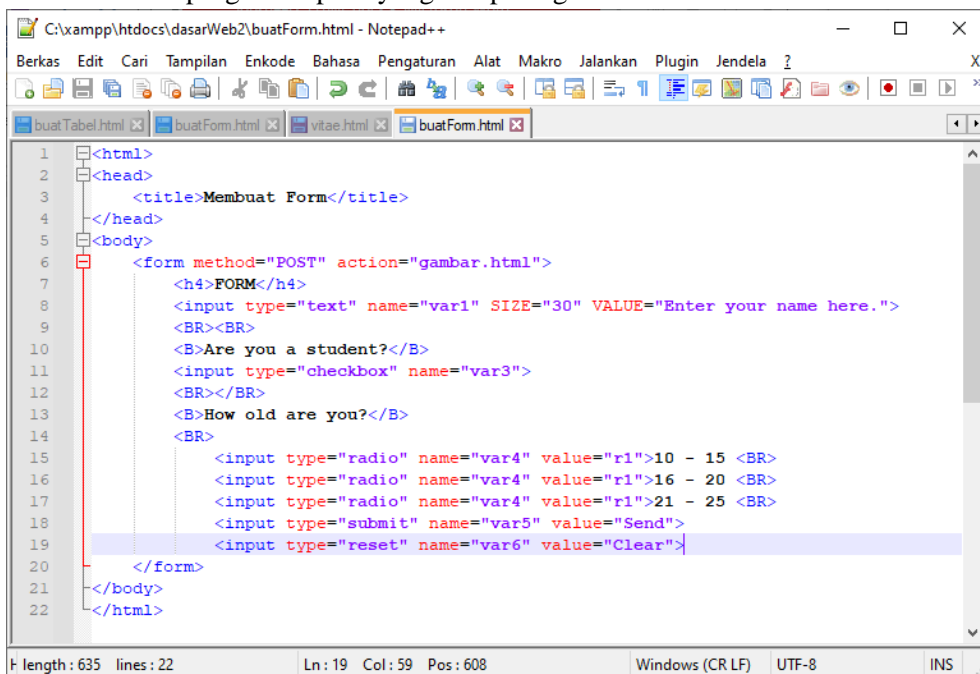 C:\xampp\htdocs\dasarWeb2\buatForm.html - Notepad++
Berkas Edit Cari Tampilan Enkode Bahasa Pengaturan Alat Makro Jalankan Plugin Jendela ? X
buatTabel.html buatForm.html vitae.html buatForm.html
1 <html>
2 <head>
3 <title>Membuat Form</title>
4 </head>
5 <body>
6 <form method="POST" action="gambar.html">
7 <h4>FORM</h4>
8 <input type="text" name="var1" SIZE="30" VALUE="Enter your name here.">
9 <BR><BR>
10 <B>Are you a student?</B>
11 <input type="checkbox" name="var3">
12 <BR></BR>
13 <B>How old are you?</B>
14 <BR>
15 <input type="radio" name="var4" value="r1">10 - 15 <BR>
16 <input type="radio" name="var4" value="r1">16 - 20 <BR>
17 <input type="radio" name="var4" value="r1">21 - 25 <BR>
18 <input type="submit" name="var5" value="Send">
19 <input type="reset" name="var6" value="Clear">
20 </form>
21 </body>
22 </html>
length : 635 lines : 22 Ln : 19 Col : 59 Pos : 608 Windows (CR LF) UTF-8 INS